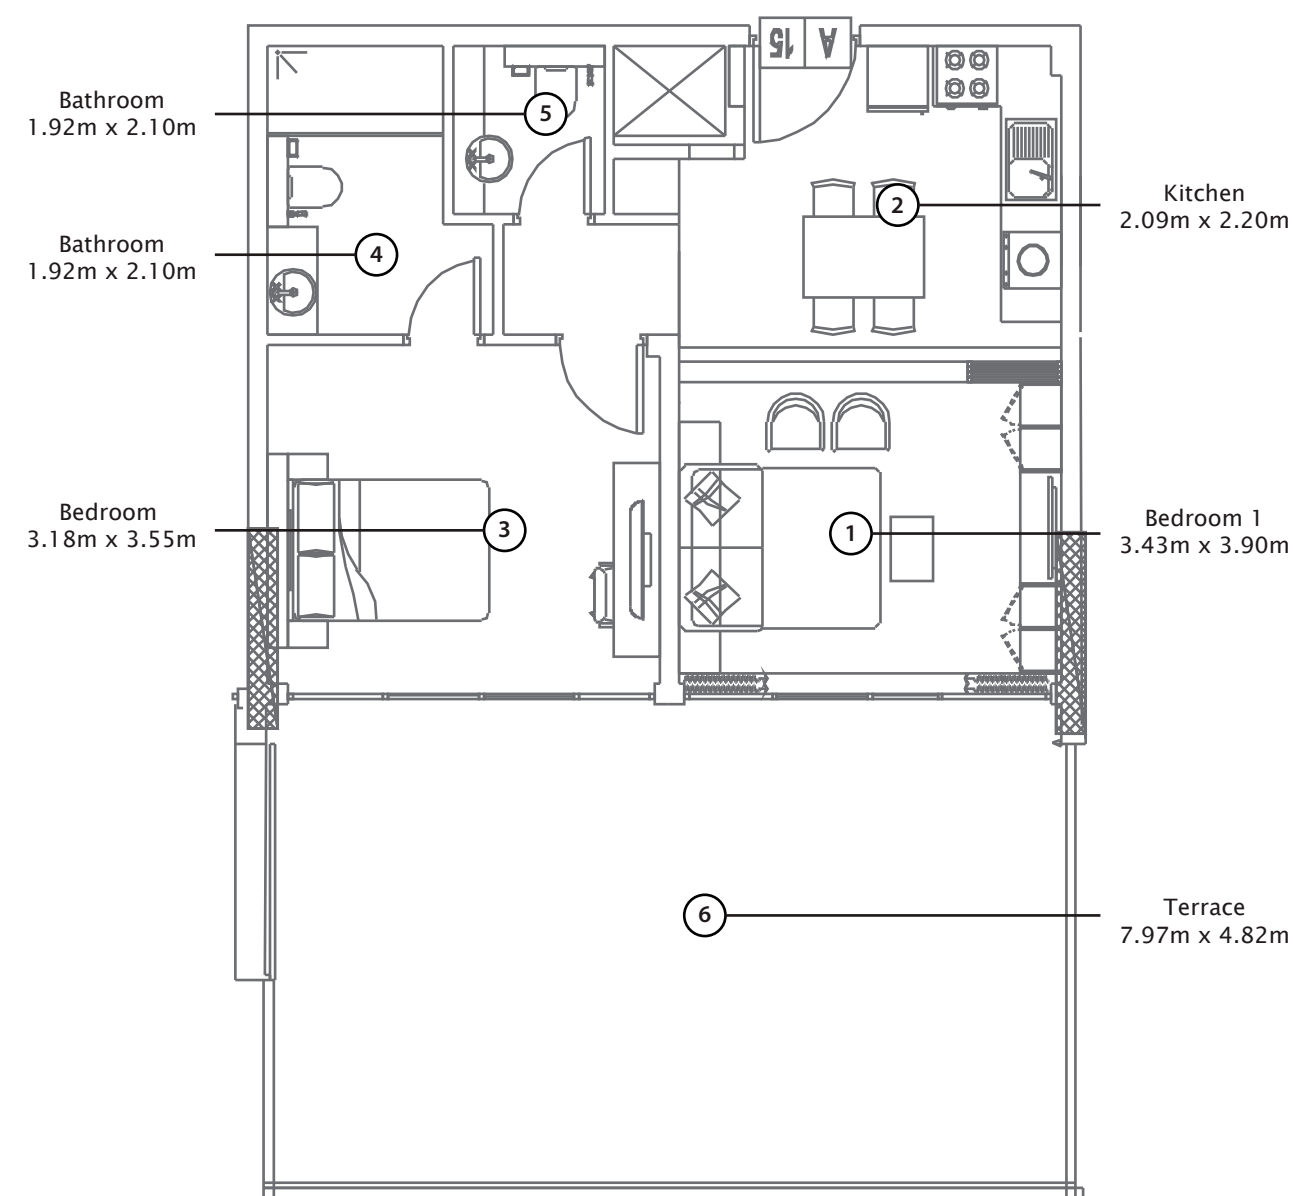 15 A
Bathroom
1.92m x 2.10m
5
Kitchen
2.09m x 2.20m
2
Bathroom
1.92m x 2.10m
4
Bedroom
3.18m x 3.55m
3
Bedroom 1
3.43m x 3.90m
1
Terrace
7.97m x 4.82m
6